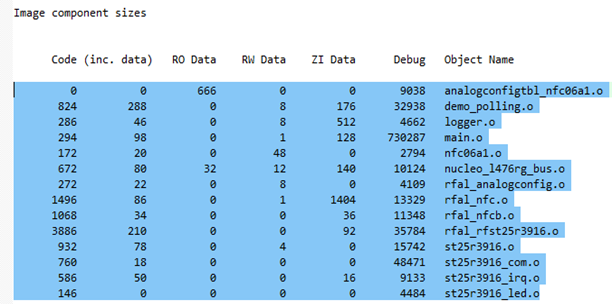 Image component sizes
Code (inc. data) RO Data RW Data ZI Data Debug Object Name
0 0 666 0 0 9038 analogconfigtbl_nfc06a1.o
824 288 0 8 176 32938 demo_polling.o
286 46 0 8 512 4662 logger.o
294 98 0 1 128 730287 main.o
172 20 0 48 0 2794 nfc06a1.o
672 80 32 12 140 10124 nucleo_l476rg_bus.o
272 22 0 8 0 4109 rfal_analogconfig.o
1496 86 0 1 1404 13329 rfal_nfc.o
1068 34 0 0 36 11348 rfal_nfcb.o
3886 210 0 0 92 35784 rfal_rfst25r3916.o
932 78 0 4 0 15742 st25r3916.o
760 18 0 0 0 48471 st25r3916_com.o
586 50 0 0 16 9133 st25r3916_irq.o
146 0 0 0 0 4484 st25r3916_led.o